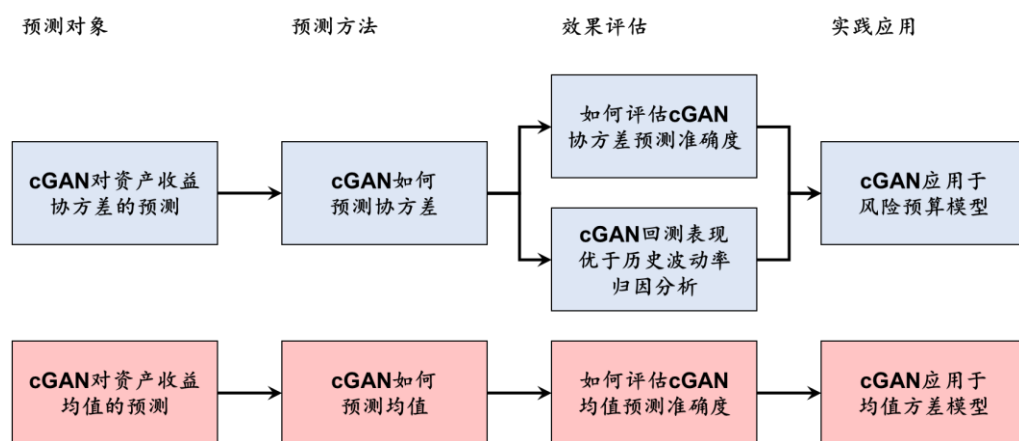 预测对象
预测方法
效果评估
实践应用
cGAN对资产收益
协方差的预测
cGAN如何
预测协方差
如何评估cGAN
协方差预测准确度
cGAN回测表现
优于历史波动率
归因分析
cGAN应用于
风险预算模型
cGAN对资产收益
均值的预测
cGAN如何
预测均值
如何评估cGAN
均值预测准确度
cGAN应用于
均值方差模型